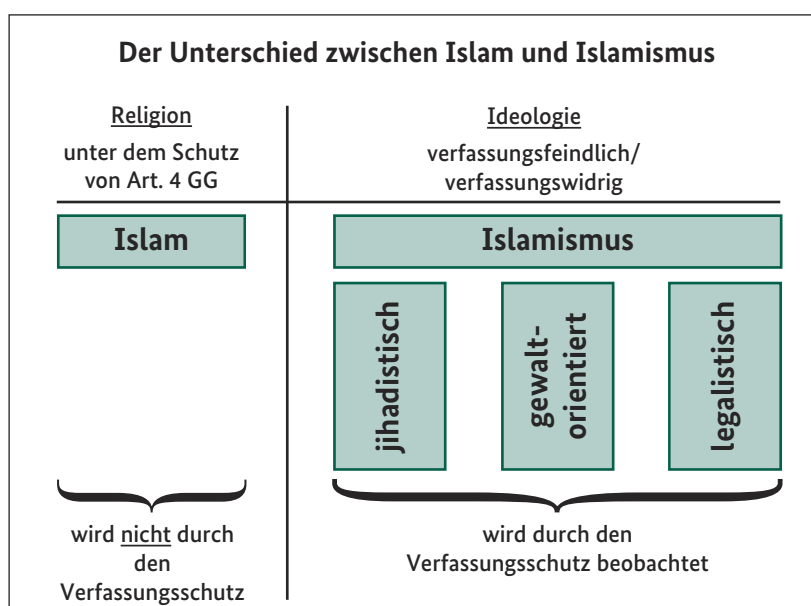 Der Unterschied zwischen Islam und Islamismus
Religion
unter dem Schutz
von Art. 4 GG
Ideologie
verfassungsfeindlich/
verfassungswidrig
Islam
Islamismus
jihadistisch
gewalt-
orientiert
legalistisch
wird nicht durch
den
Verfassungsschutz
wird durch den
Verfassungsschutz beobachtet